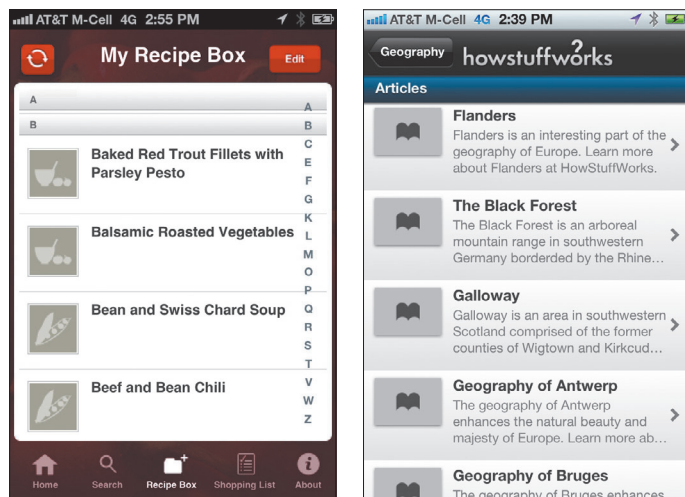 AT&T M-Cell 4G 2:55 PM
My Recipe Box
Edit
A
B
Baked Red Trout Fillets with
Parsley Pesto
Balsamic Roasted Vegetables
Bean and Swiss Chard Soup
Beef and Bean Chili
A
B
C
E
F
G
K
L
M
O
P
Q
R
S
T
V
W
Z
Home
Search
Recipe Box
Shopping List
About
AT&T M-Cell 4G 2:39 PM
Geography
howstuffworks
Articles
Flanders
Flanders is an interesting part of the
geography of Europe. Learn more
about Flanders at HowStuffWorks.
The Black Forest
The Black Forest is an arboreal
mountain range in southwestern
Germany borderded by the Rhine...
Galloway
Galloway is an area in southwestern
Scotland comprised of the former
counties of Wigtown and Kirkcud...
Geography of Antwerp
The geography of Antwerp
enhances the natural beauty and
majesty of Europe. Learn more ab...
Geography of Bruges
The geography of Bruges enhances